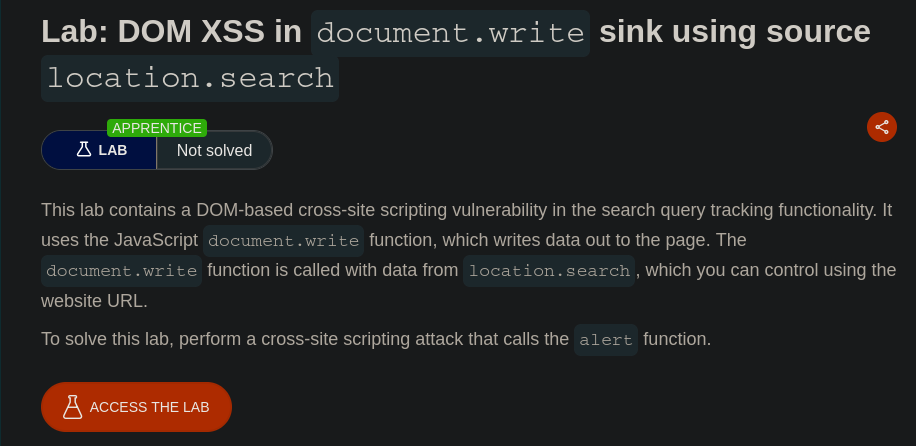 Lab: DOM XSS in document.write sink using source
location.search
APPRENTICE
LAB Not solved
This lab contains a DOM-based cross-site scripting vulnerability in the search query tracking functionality. It
uses the JavaScript document.write function, which writes data out to the page. The
document.write function is called with data from location.search, which you can control using the
website URL.
To solve this lab, perform a cross-site scripting attack that calls the alert function.
ACCESS THE LAB